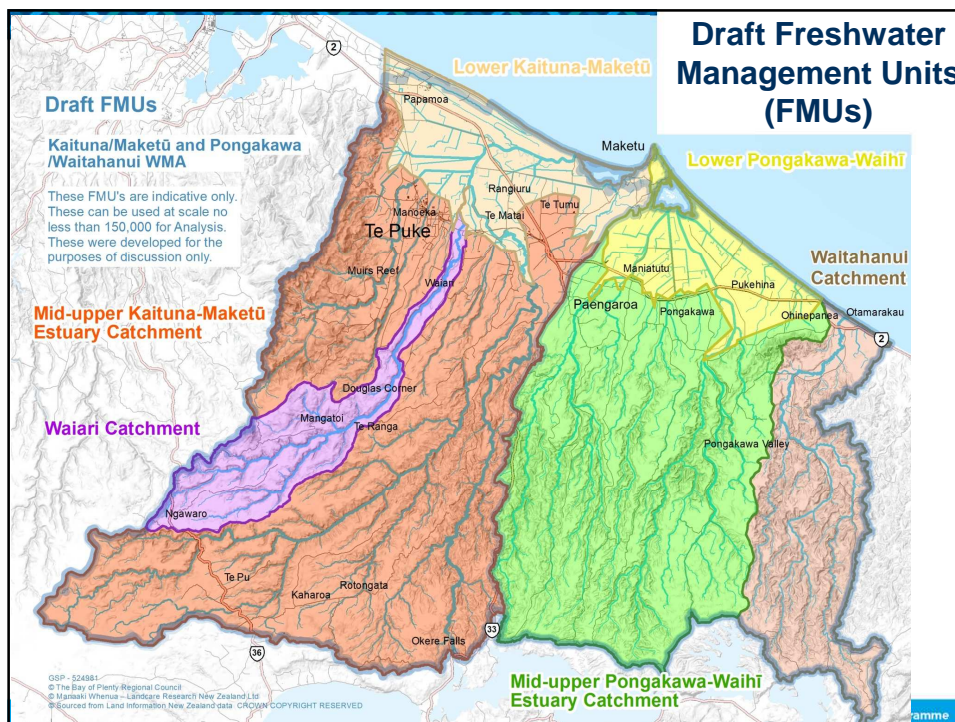 Draft Freshwater
Management Units
(FMUs)
2
Lower Kaituna-Maketū
Draft FMUs
Papamoa
Kaituna/Maketū and Pongakawa
/Waitahanui WMA
Maketu
Lower Pongakawa-Waihī
These FMU's are indicative only.
These can be used at scale no
less than 150,000 for Analysis.
These were developed for the
purposes of discussion only.
Rangiuru
Te Tumu
Manoeka
Te Matai
Te Puke
Waitahanui
Catchment
Muirs Reef
Maniatutu
Waiari
Pukehina
Mid-upper Kaituna-Maketū
Estuary Catchment
Paengaroa
Pongakawa
Ohinepanea
Otamarakau
2
Douglas Corner
Mangatoi
Waiari Catchment
Te Ranga
Pongakawa Valley
Ngawaro
Te Pu
Rotongata
Kaharoa
33
Okere Falls
36
GSP - 524981
© The Bay of Plenty Regional Council
© Manaaki Whenua – Landcare Research New Zealand Ltd
© Sourced from Land Information New Zealand data CROWN COPYRIGHT RESERVED
Mid-upper Pongakawa-Waihī
Estuary Catchment
ramme